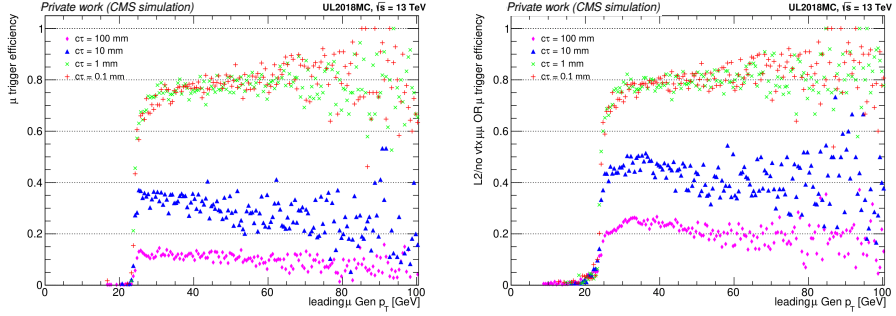 Private work (CMS simulation)
UL2018MC, √s = 13 TeV
μ trigger efficiency
1
0.8
0.6
0.4
0.2
0
cτ = 100 mm
cτ = 10 mm
cτ = 1 mm
cτ = 0.1 mm
0 20 40 60 80 100
leading μ Gen pT [GeV]
Private work (CMS simulation)
UL2018MC, √s = 13 TeV
L2/no vtx μμ OR μ trigger efficiency
1
0.8
0.6
0.4
0.2
0
cτ = 100 mm
cτ = 10 mm
cτ = 1 mm
cτ = 0.1 mm
0 20 40 60 80 100
leading μ Gen pT [GeV]